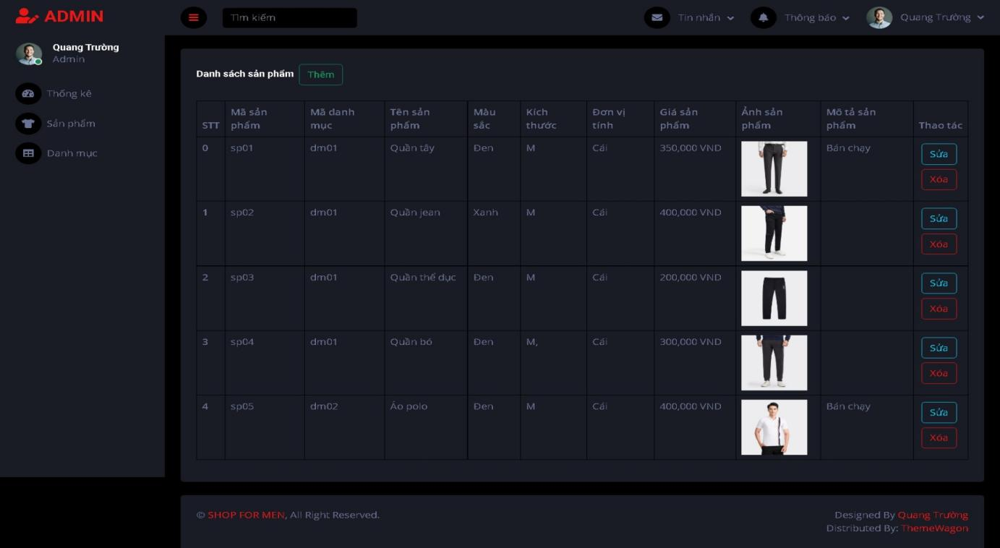 ADMIN
Tìm kiếm
Tin nhắn
Thông báo
Quang Trường
Quang Trường
Admin
Thống kê
Sản phẩm
Danh mục
Danh sách sản phẩm Thêm
STT Mã sản phẩm Mã danh mục Tên sản phẩm Màu sắc Kích thước Đơn vị tính Giá sản phẩm Ảnh sản phẩm Mô tả sản phẩm Thao tác
0 sp01 dm01 Quần tây Đen M Cái 350,000 VND Bán chạy Sửa
Xóa
1 sp02 dm01 Quần jean Xanh M Cái 400,000 VND Sửa
Xóa
2 sp03 dm01 Quần thể dục Đen M Cái 200,000 VND Sửa
Xóa
3 sp04 dm01 Quần bó Đen M, Cái 300,000 VND Sửa
Xóa
4 sp05 dm02 Áo polo Đen M Cái 400,000 VND Bán chạy Sửa
Xóa
© SHOP FOR MEN, All Right Reserved.
Designed By Quang Trường
Distributed By: ThemeWagon